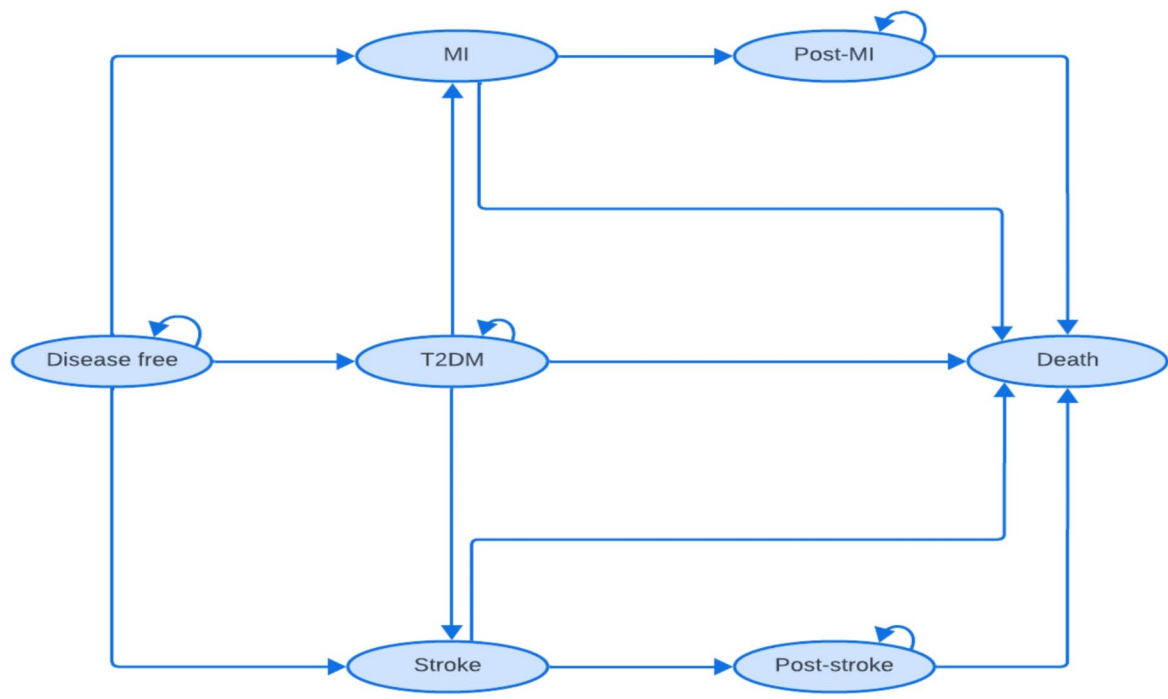 MI
Post-MI
Disease free
T2DM
Death
Stroke
Post-stroke